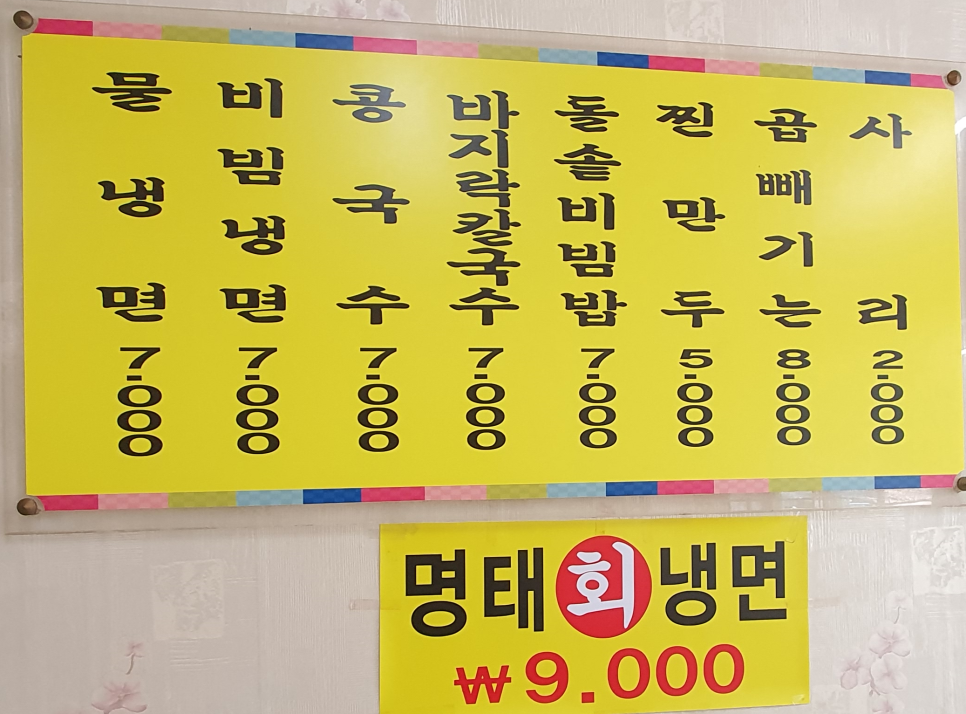 물냉면 7.000
비빔냉면 7.000
콩국수 7.000
바지락칼국수 7.000
돌솥비빔밥 7.000
찐만두 5.000
곱빼기는 8.000
사리 2.000
명태회냉면
₩9.000